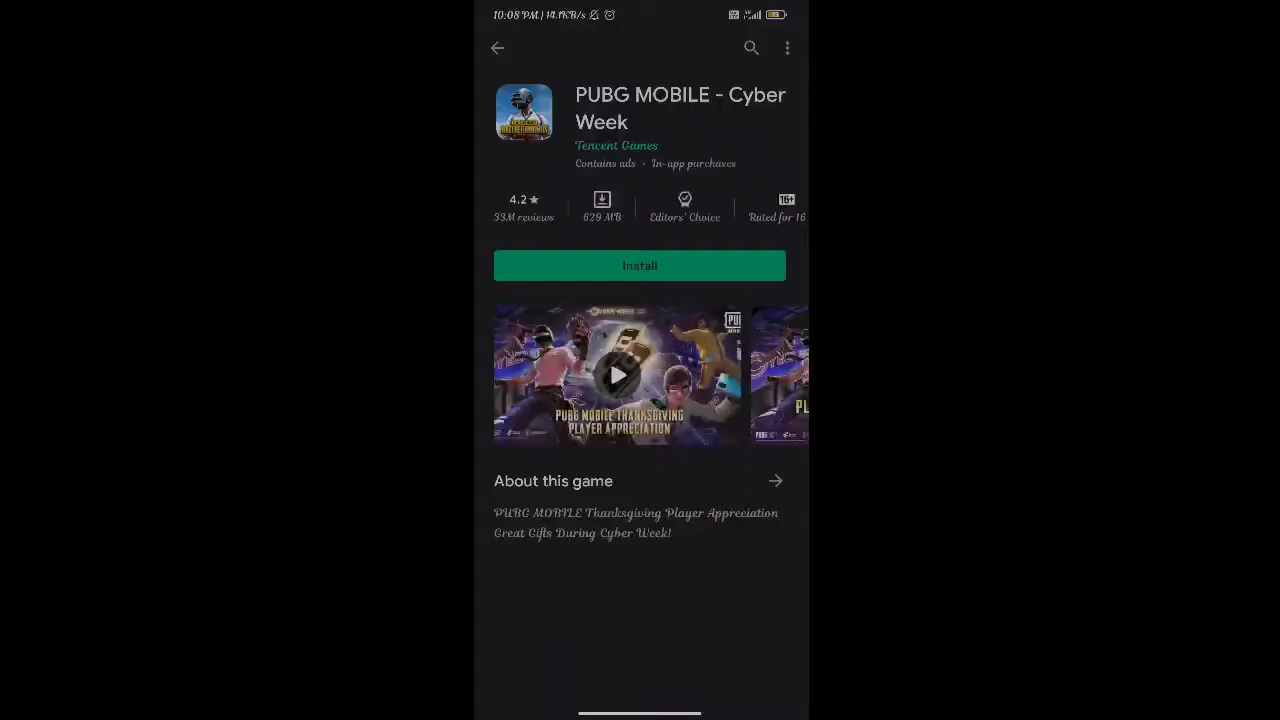 10:08 PM | 14.1KB/s
PUBG MOBILE - Cyber
Week
Tencent Games
Contains ads • In-app purchases
4.2★
33M reviews
629 MB
Editors' Choice
16+
Rated for 16
Install
PUBG MOBILE THANKSGIVING
PLAYER APPRECIATION
About this game
PUBG MOBILE Thanksgiving Player Appreciation
Great Gifts During Cyber Week!